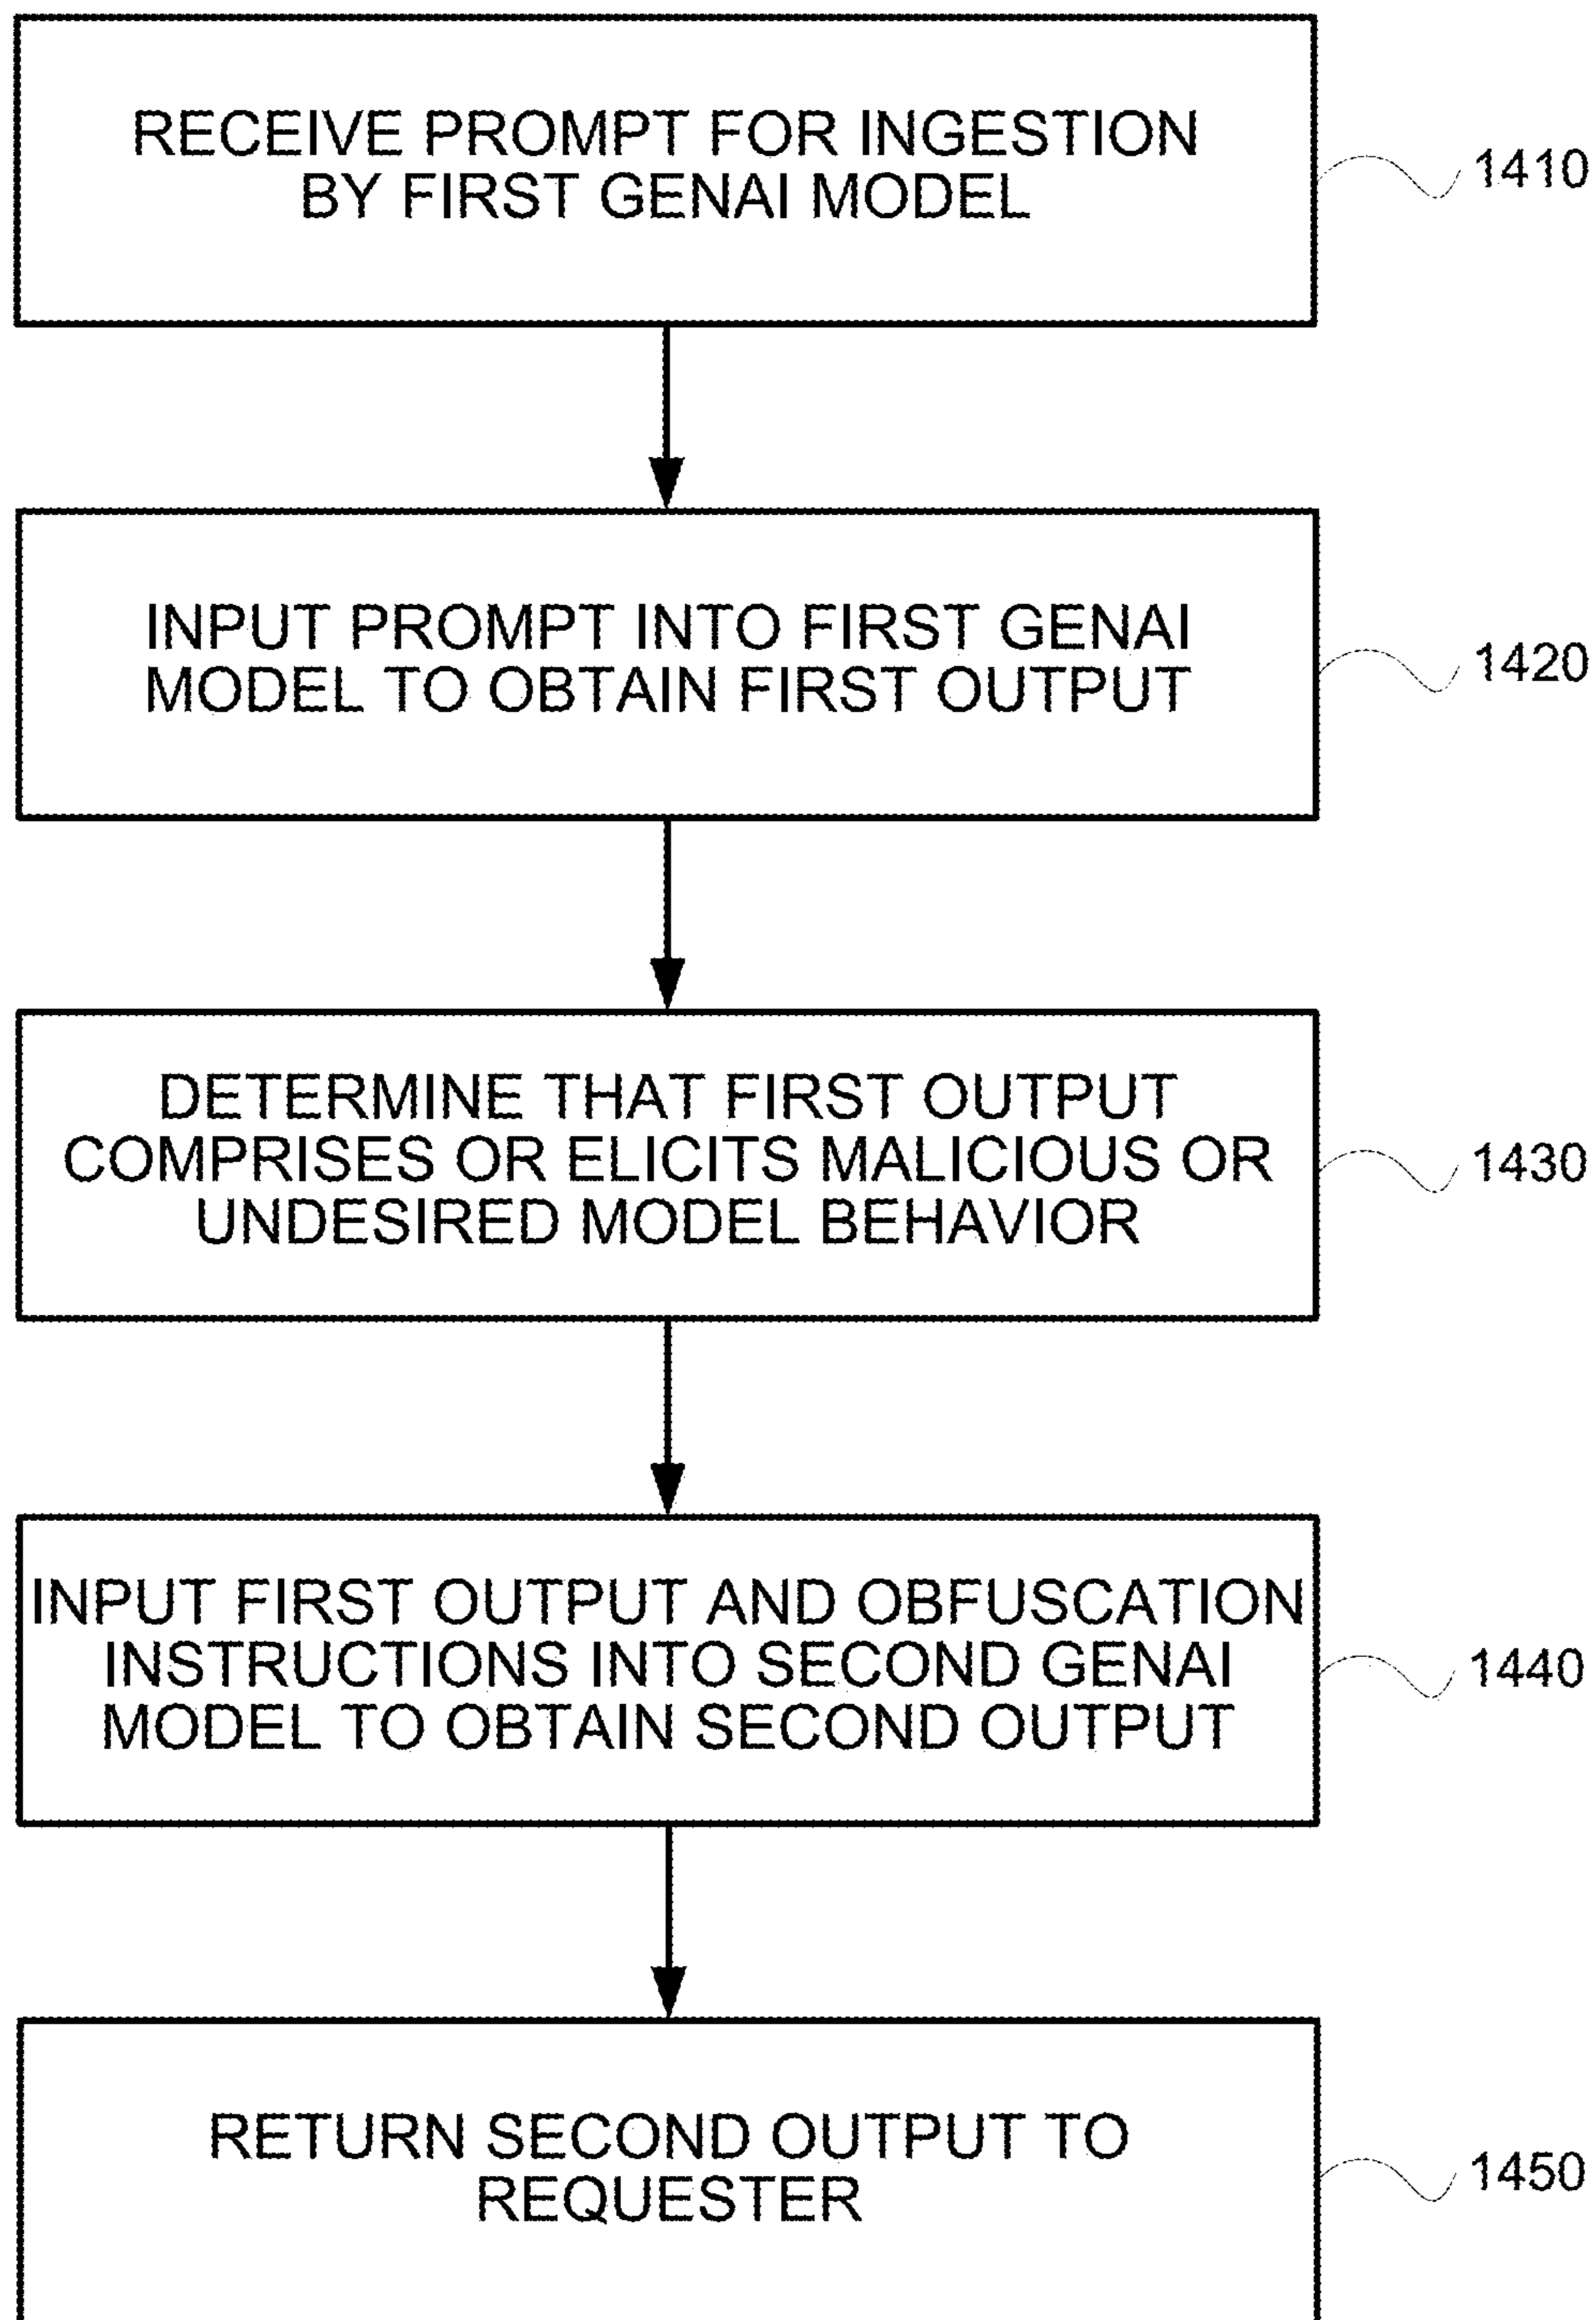 RECEIVE PROMPT FOR INGESTION
BY FIRST GENAI MODEL
1410
INPUT PROMPT INTO FIRST GENAI
MODEL TO OBTAIN FIRST OUTPUT
1420
DETERMINE THAT FIRST OUTPUT
COMPRISES OR ELICITS MALICIOUS OR
UNDESIRED MODEL BEHAVIOR
1430
INPUT FIRST OUTPUT AND OBFUSCATION
INSTRUCTIONS INTO SECOND GENAI
MODEL TO OBTAIN SECOND OUTPUT
1440
RETURN SECOND OUTPUT TO
REQUESTER
1450